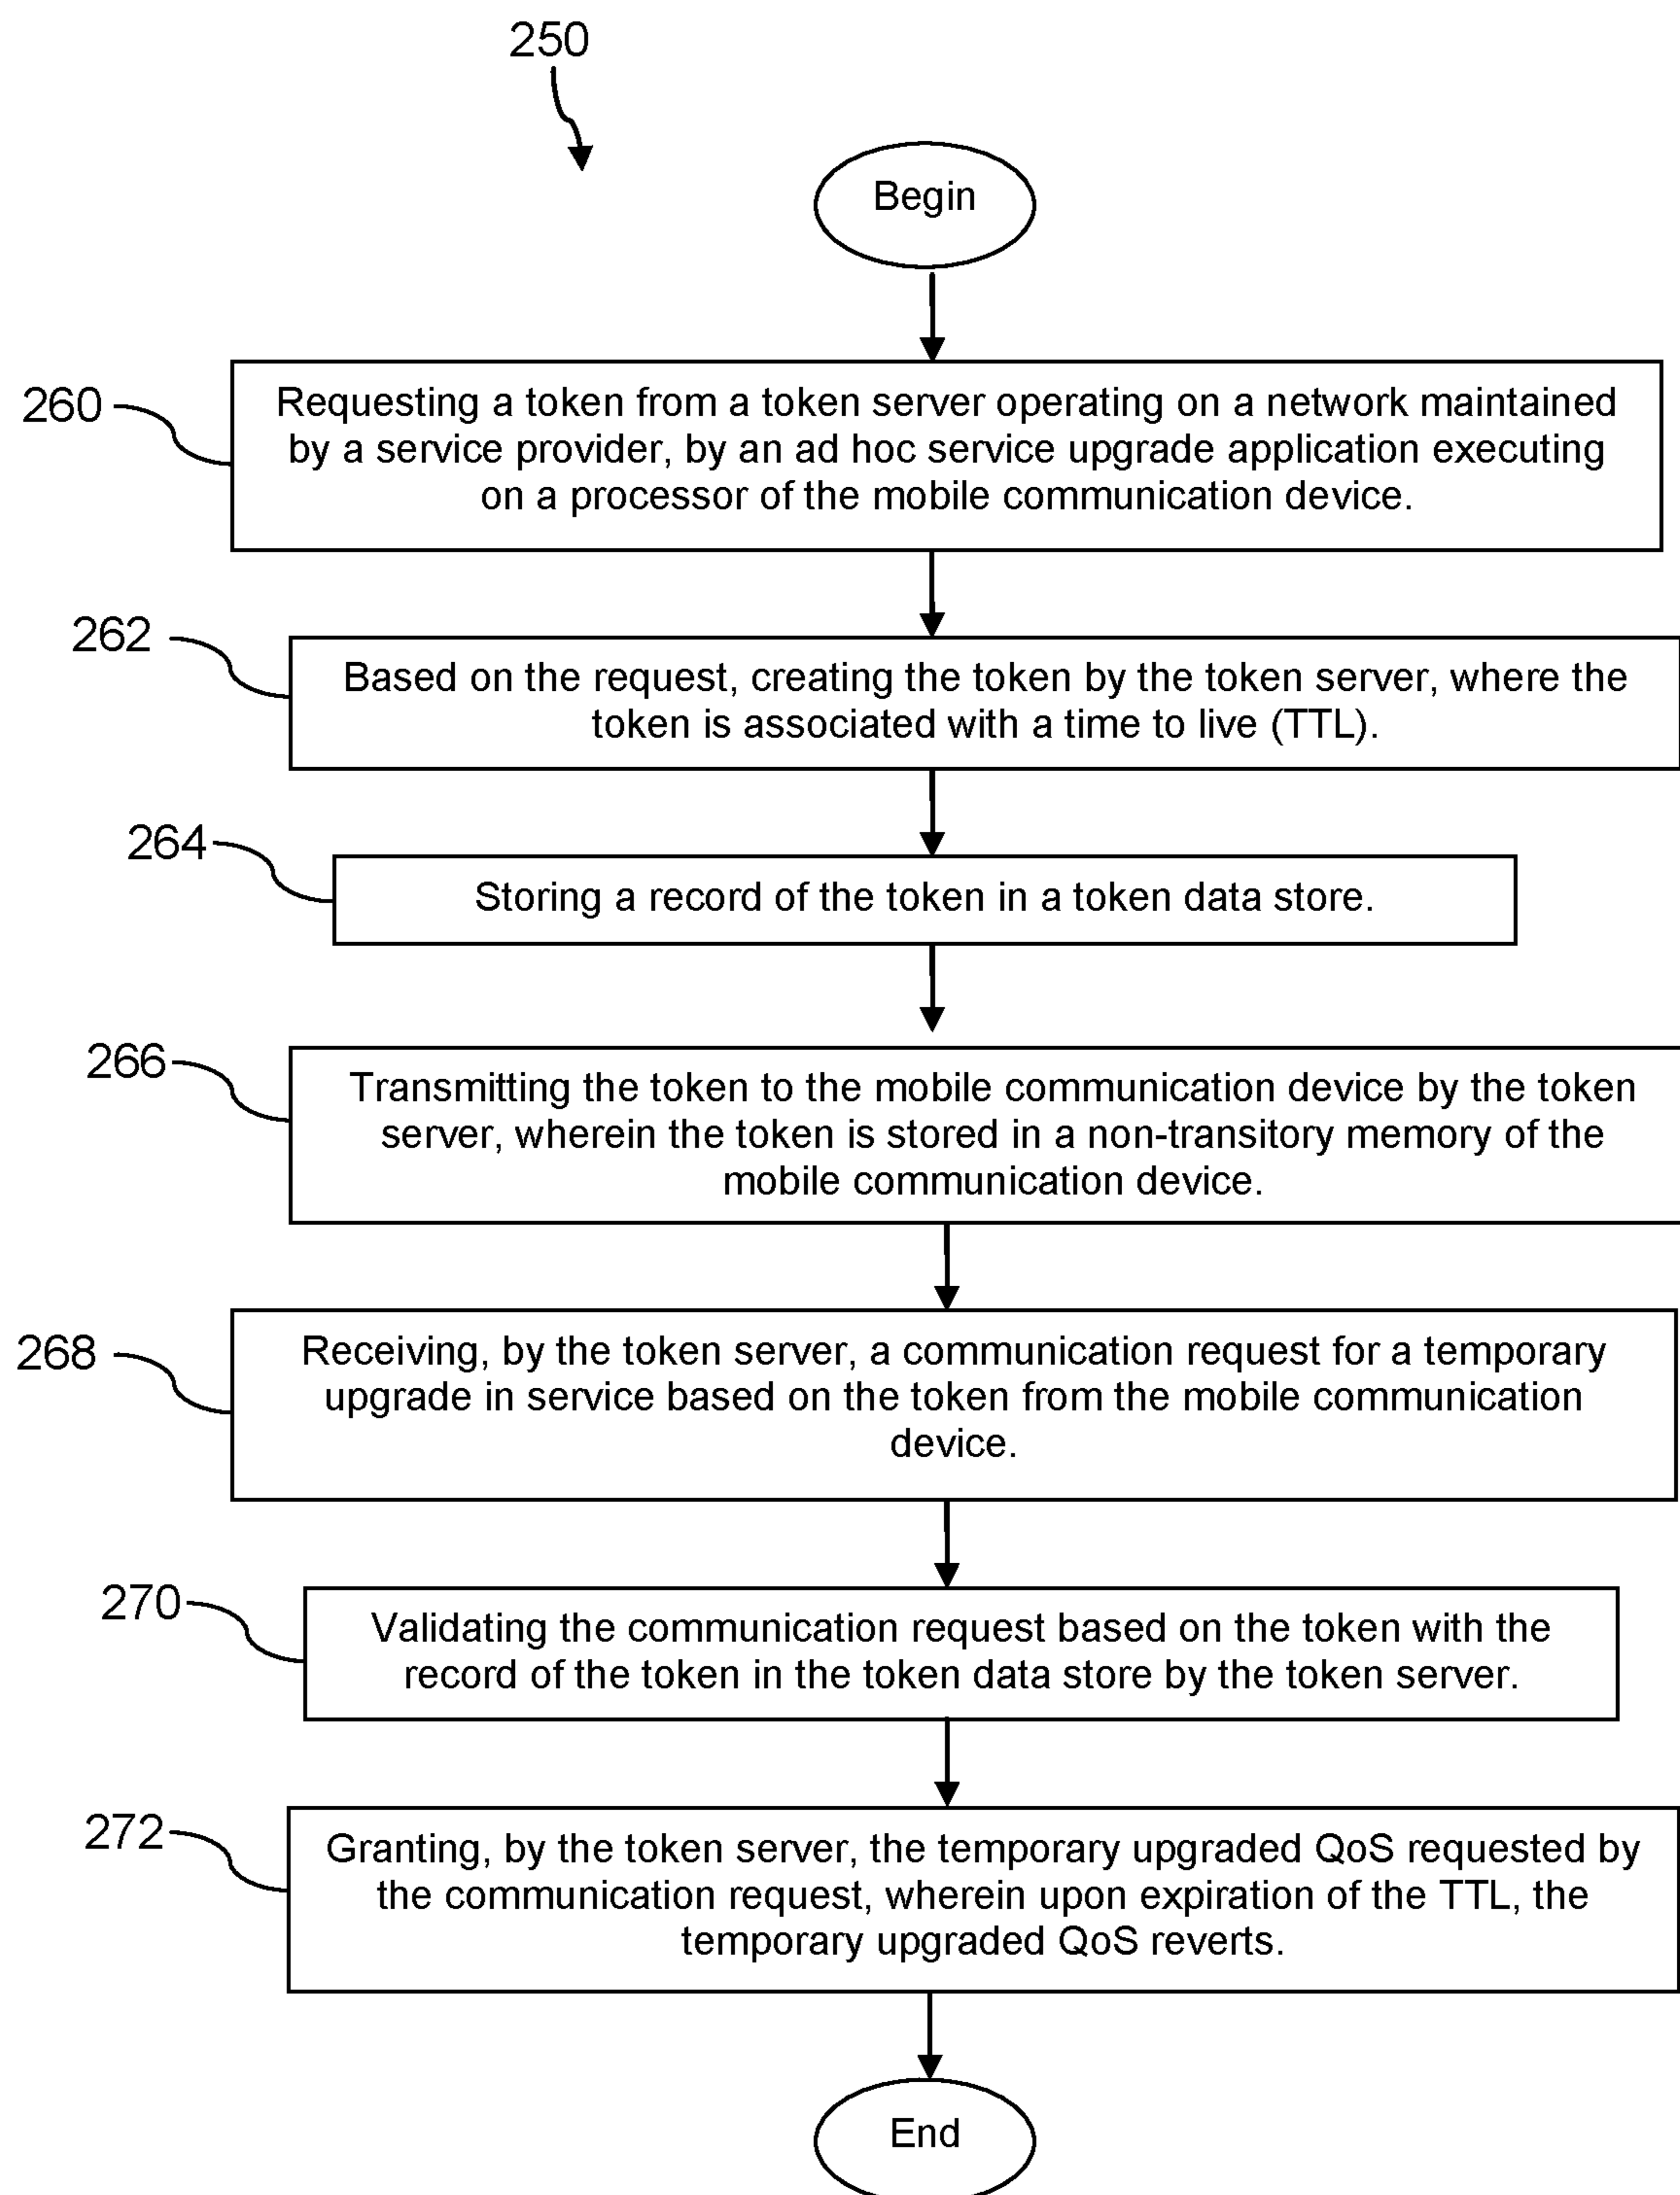 250
Begin
260
Requesting a token from a token server operating on a network maintained
by a service provider, by an ad hoc service upgrade application executing
on a processor of the mobile communication device.
262
Based on the request, creating the token by the token server, where the
token is associated with a time to live (TTL).
264
Storing a record of the token in a token data store.
266
Transmitting the token to the mobile communication device by the token
server, wherein the token is stored in a non-transitory memory of the
mobile communication device.
268
Receiving, by the token server, a communication request for a temporary
upgrade in service based on the token from the mobile communication
device.
270
Validating the communication request based on the token with the
record of the token in the token data store by the token server.
272
Granting, by the token server, the temporary upgraded QoS requested by
the communication request, wherein upon expiration of the TTL, the
temporary upgraded QoS reverts.
End